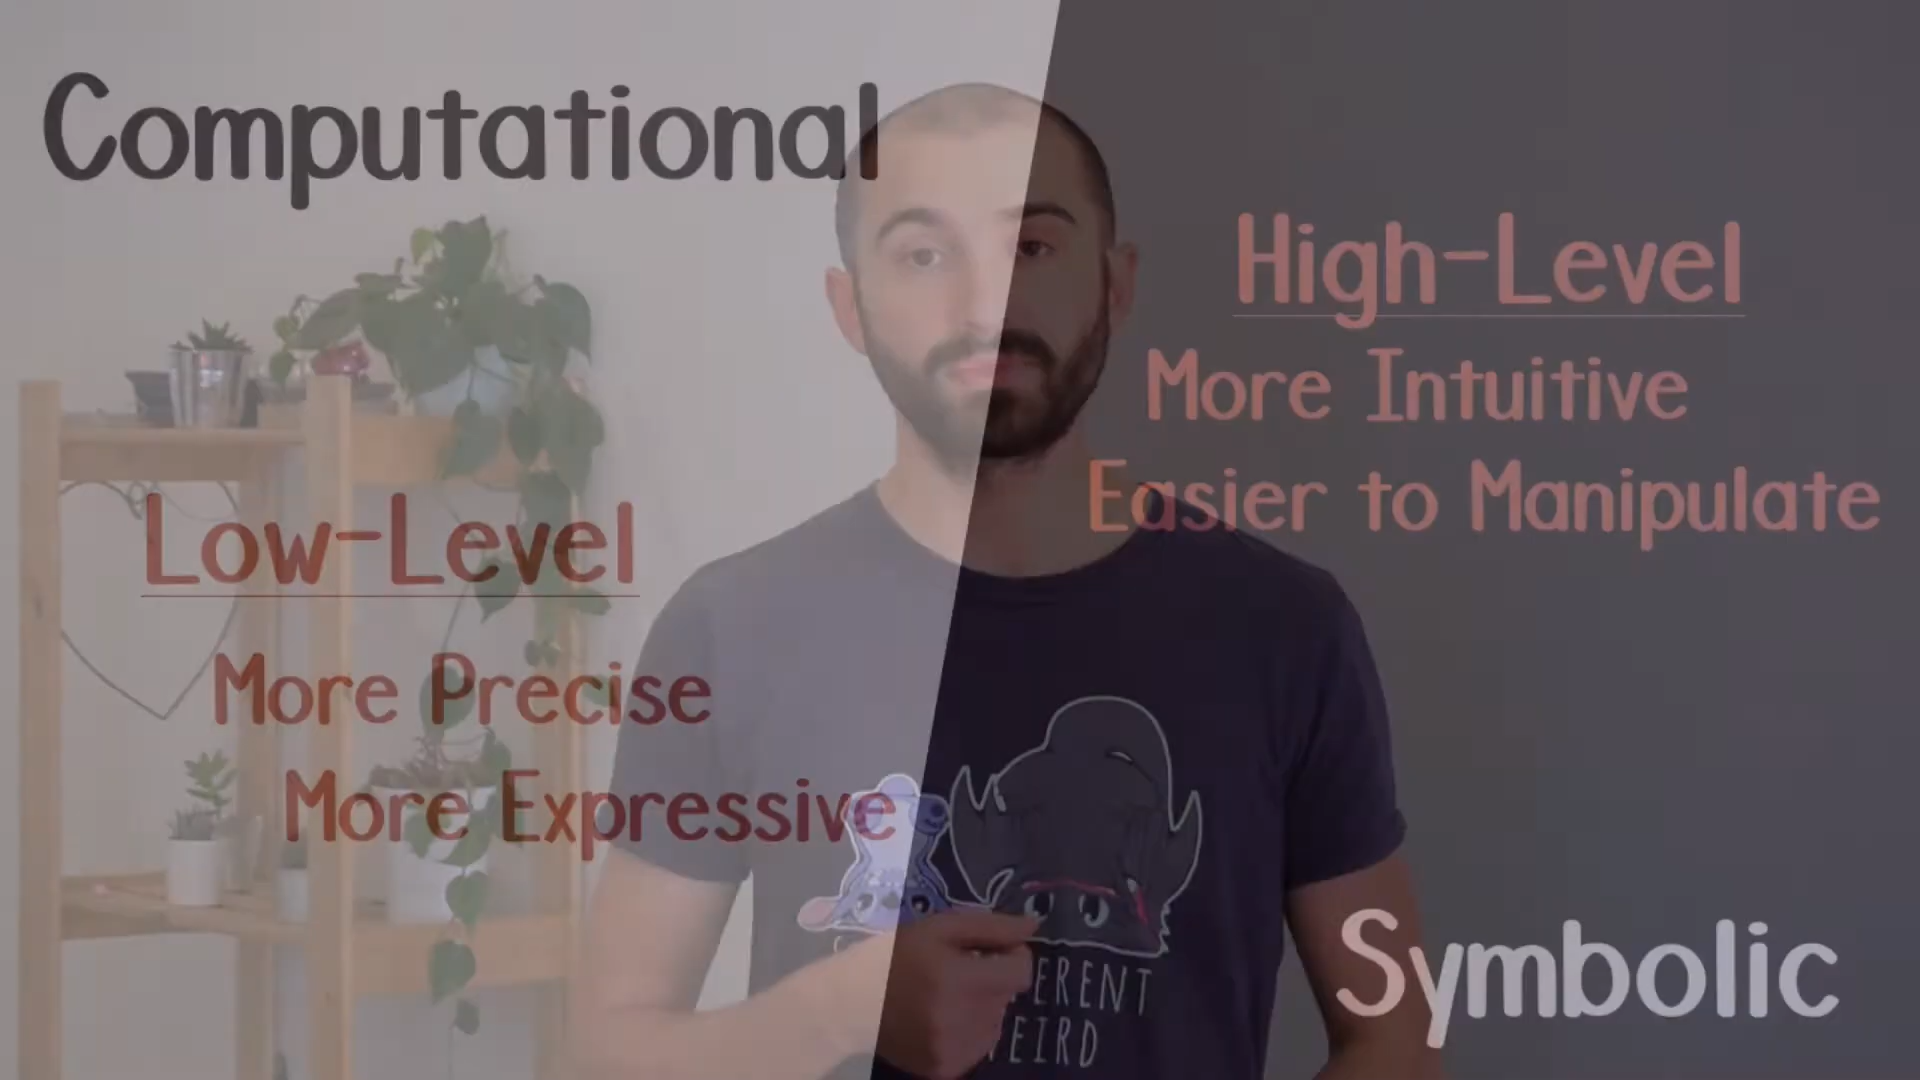 Computational
Low-Level
More Precise
More Expressive
High-Level
More Intuitive
Easier to Manipulate
Symbolic